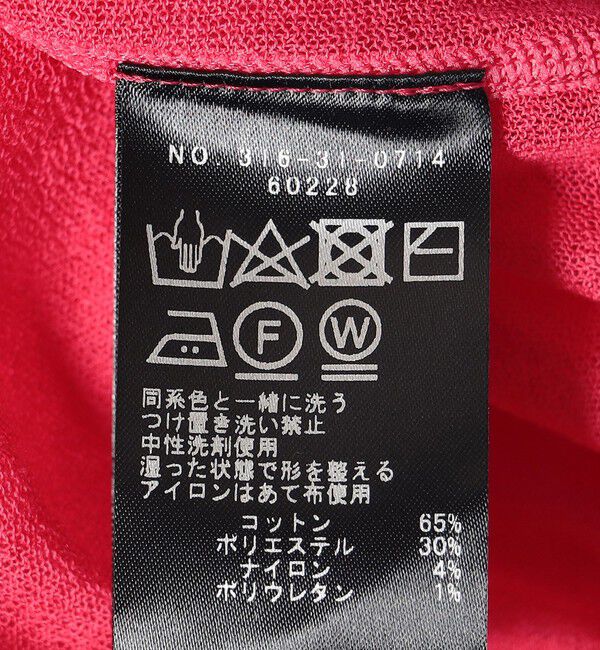 NO. 316-31-0714
60228
F W
同系色と一緒に洗う
つけ置き洗い禁止
中性洗剤使用
湿った状態で形を整える
アイロンはあて布使用
コットン 65%
ポリエステル 30%
ナイロン 4%
ポリウレタン 1%